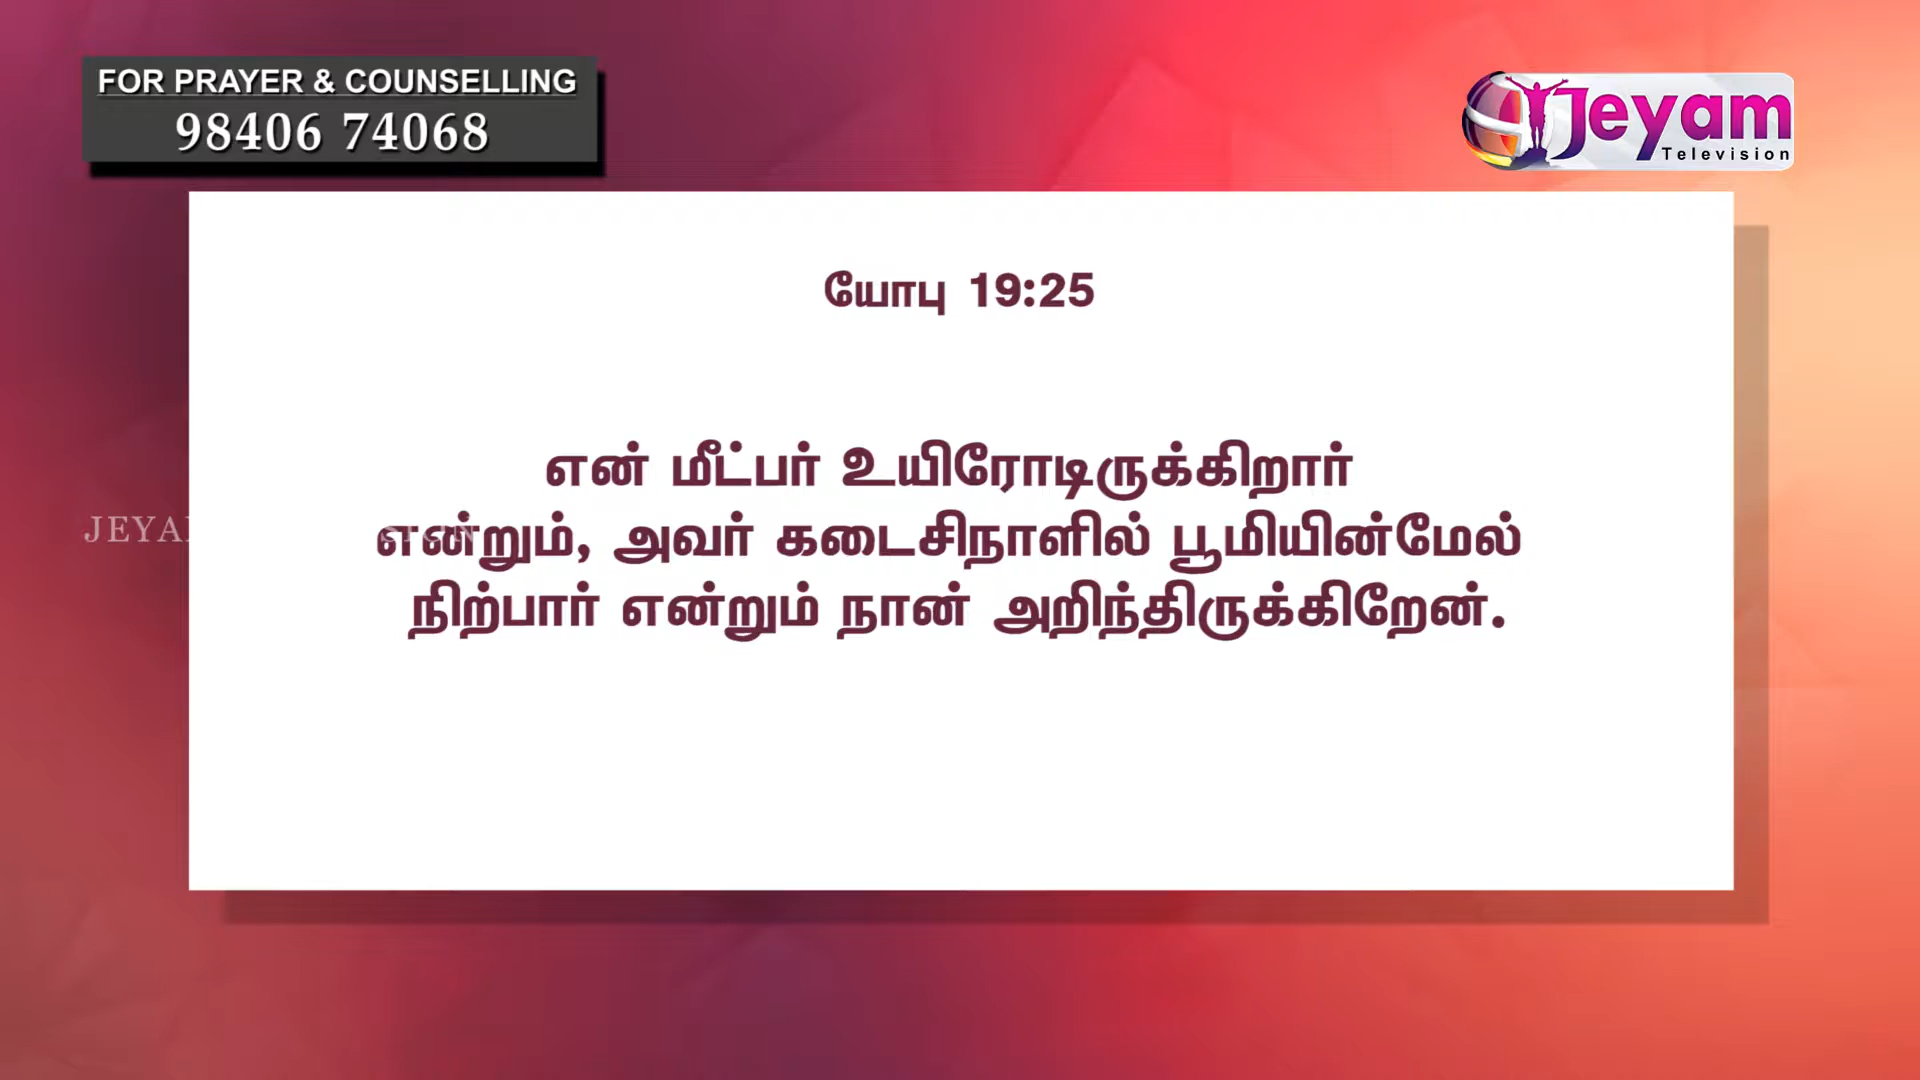 FOR PRAYER & COUNSELLING
98406 74068
Jeyam
Television
யோபு 19:25
என் மீட்பர் உயிரோடிருக்கிறார்
என்றும், அவர் கடைசிநாளில் பூமியின்மேல்
நிற்பார் என்றும் நான் அறிந்திருக்கிறேன்.